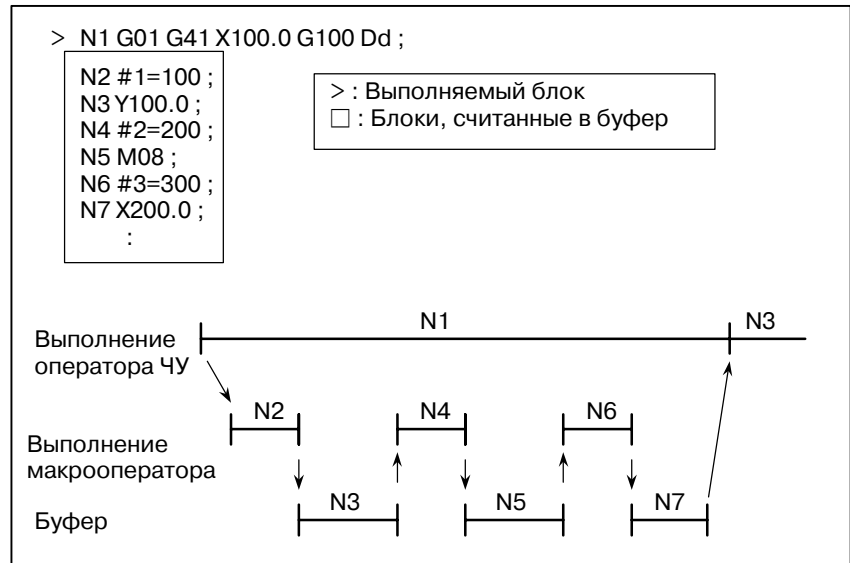 > N1 G01 G41 X100.0 G100 Dd ;
N2 #1=100 ;
N3 Y100.0 ;
N4 #2=200 ;
N5 M08 ;
N6 #3=300 ;
N7 X200.0 ;
:
> : Выполняемый блок
□ : Блоки, считанные в буфер
N1 N3
Выполнение
оператора ЧУ
N2 N4 N6
Выполнение
макрооператора
N3 N5 N7
Буфер